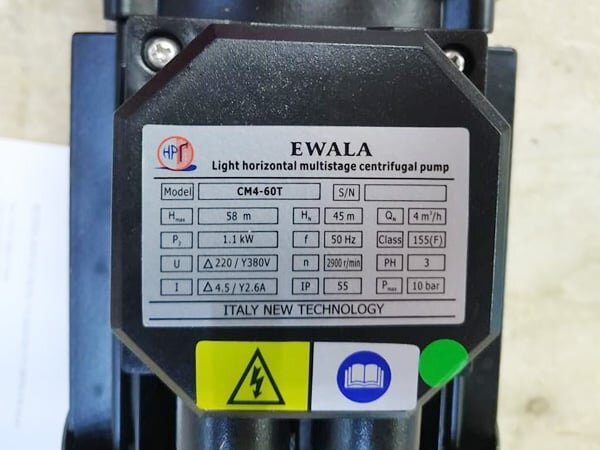 HPT
EWALA
Light horizontal multistage centrifugal pump
Model CM4-60T S/N
Hmax 58 m HN 45 m QN 4 m³/h
P2 1.1 kW f 50 Hz Class 155(F)
U △ 220 / Y380V n 2900 r/min PH 3
I △ 4.5 / Y2.6A IP 55 Pmax 10 bar
ITALY NEW TECHNOLOGY